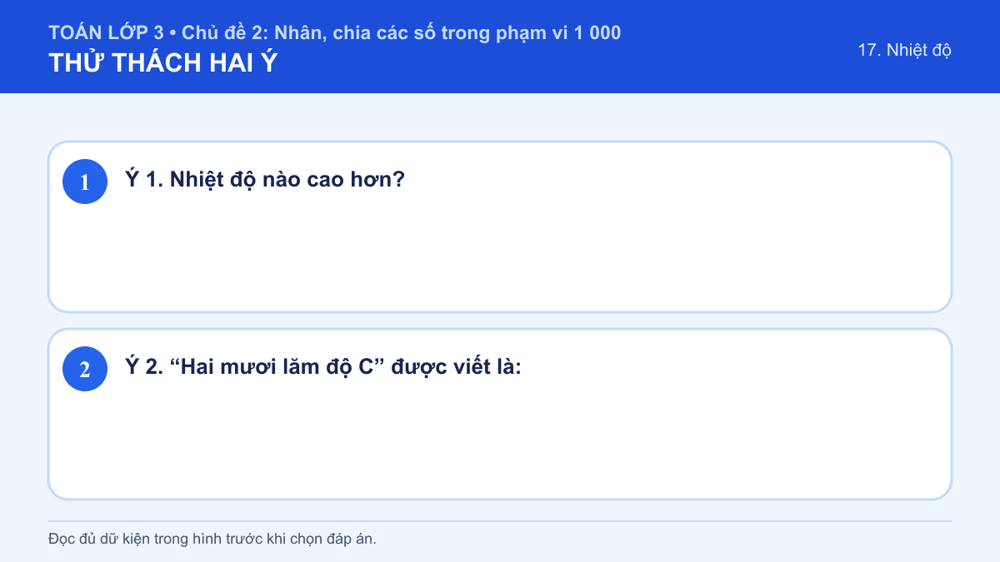 TOÁN LỚP 3 • Chủ đề 2: Nhân, chia các số trong phạm vi 1 000
THỬ THÁCH HAI Ý
17. Nhiệt độ
1
Ý 1. Nhiệt độ nào cao hơn?
2
Ý 2. “Hai mươi lăm độ C” được viết là:
Đọc đủ dữ kiện trong hình trước khi chọn đáp án.